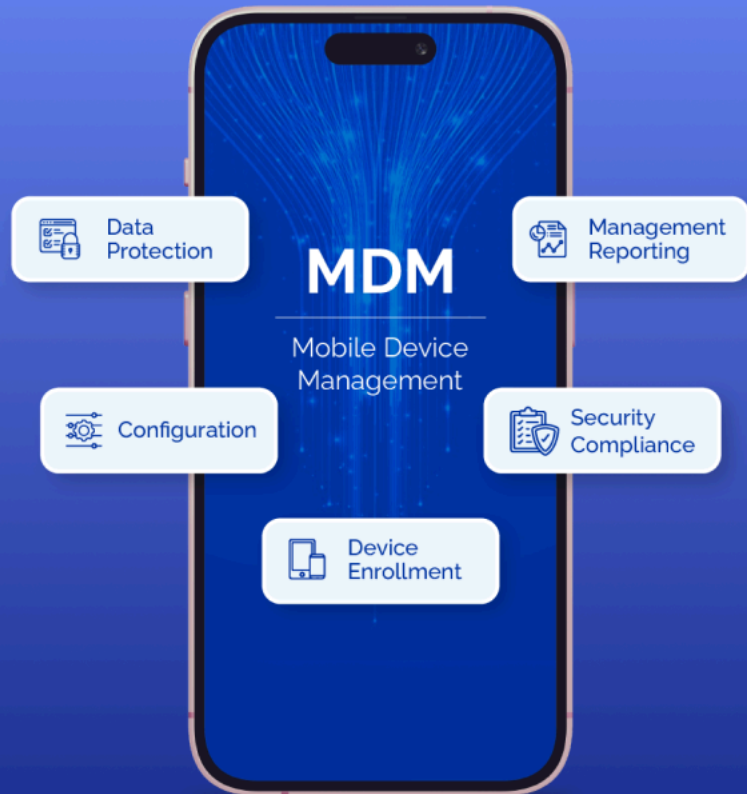 MDM
Mobile Device
Management
Data
Protection
Management
Reporting
Configuration
Security
Compliance
Device
Enrollment